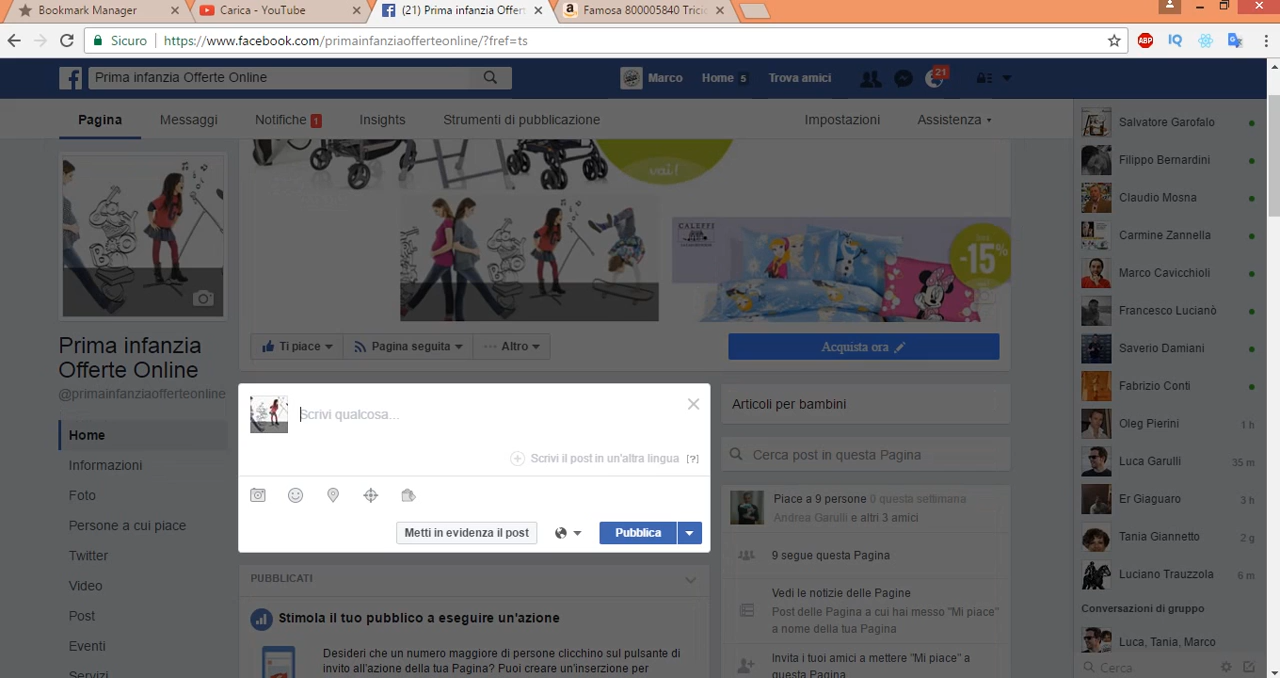 Bookmark Manager
Carica - YouTube
(21) Prima infanzia Offert
Famosa 800005840 Trici
Sicuro
https://www.facebook.com/primainfanziaofferteonline/?fref=ts
ABP
IQ
Prima infanzia Offerte Online
Marco
Home 5
Trova amici
21
Pagina
Messaggi
Notifiche 1
Insights
Strumenti di pubblicazione
Impostazioni
Assistenza
vai!
CALEFFI
-15%
Prima infanzia
Offerte Online
@primainfanziaofferteonline
Ti piace
Pagina seguita
Altro
Acquista ora
Scrivi qualcosa...
Scrivi il post in un'altra lingua [?]
Metti in evidenza il post
Pubblica
Home
Informazioni
Foto
Persone a cui piace
Twitter
Video
Post
Eventi
Servizi
PUBBLICATI
Stimola il tuo pubblico a eseguire un'azione
Desideri che un numero maggiore di persone clicchino sul pulsante di
invito all'azione della tua Pagina? Puoi creare un'inserzione per
Articoli per bambini
Cerca post in questa Pagina
Piace a 9 persone 0 questa settimana
Andrea Garulli e altri 3 amici
9 segue questa Pagina
Vedi le notizie delle Pagine
Post delle Pagina a cui hai messo "Mi piace"
a nome della tua Pagina
Invita i tuoi amici a mettere "Mi piace" a
questa Pagina
Salvatore Garofalo
Filippo Bernardini
Claudio Mosna
Carmine Zannella
Marco Cavicchioli
Francesco Lucianò
Saverio Damiani
Fabrizio Conti
Oleg Pierini 1 h
Luca Garulli 35 m
Er Giaguaro 3 h
Tania Giannetto 2 g
Luciano Trauzzola 6 m
Conversazioni di gruppo
Luca, Tania, Marco
Cerca